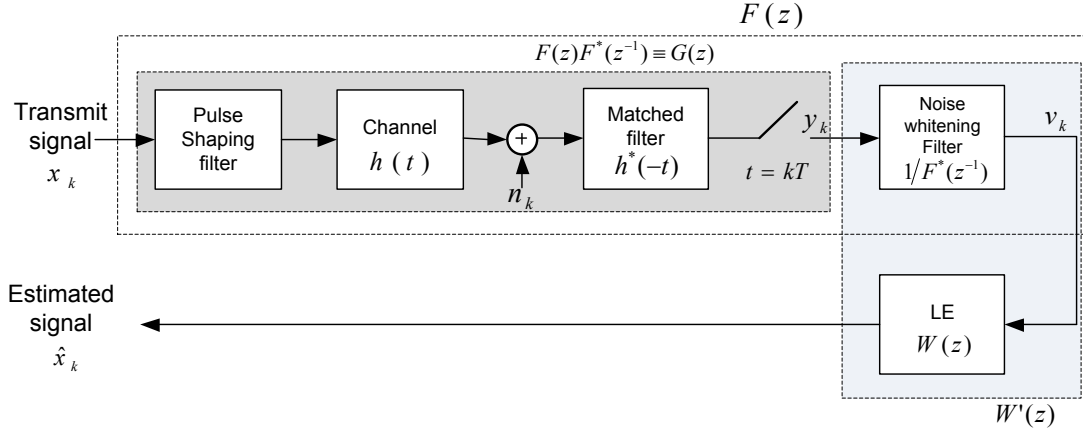 F(z)
F(z)F*(z⁻¹) ≡ G(z)
Transmit
signal
x_k
Pulse
Shaping
filter
Channel
h(t)
+
n_k
Matched
filter
h*(−t)
t = kT
y_k
Noise
whitening
Filter
1/F*(z⁻¹)
v_k
Estimated
signal
x̂_k
LE
W(z)
W'(z)